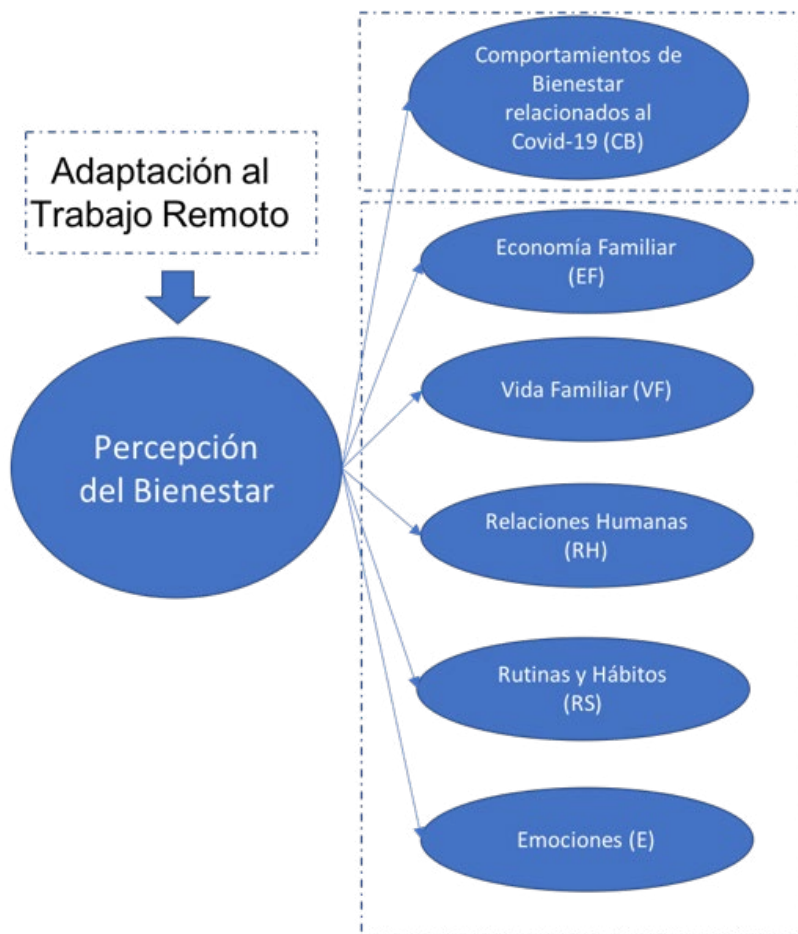 Comportamientos de
Bienestar
relacionados al
Covid-19 (CB)
Adaptación al
Trabajo Remoto
Economía Familiar
(EF)
Vida Familiar (VF)
Percepción
del Bienestar
Relaciones Humanas
(RH)
Rutinas y Hábitos
(RS)
Emociones (E)